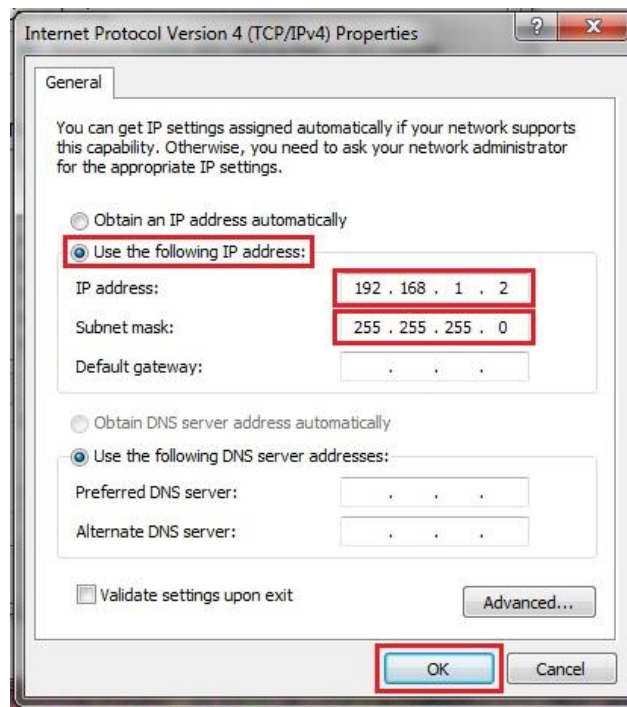 Internet Protocol Version 4 (TCP/IPv4) Properties
General
You can get IP settings assigned automatically if your network supports
this capability. Otherwise, you need to ask your network administrator
for the appropriate IP settings.
Obtain an IP address automatically
Use the following IP address:
IP address: 192 . 168 . 1 . 2
Subnet mask: 255 . 255 . 255 . 0
Default gateway: . . .
Obtain DNS server address automatically
Use the following DNS server addresses:
Preferred DNS server: . . .
Alternate DNS server: . . .
Validate settings upon exit
Advanced...
OK Cancel